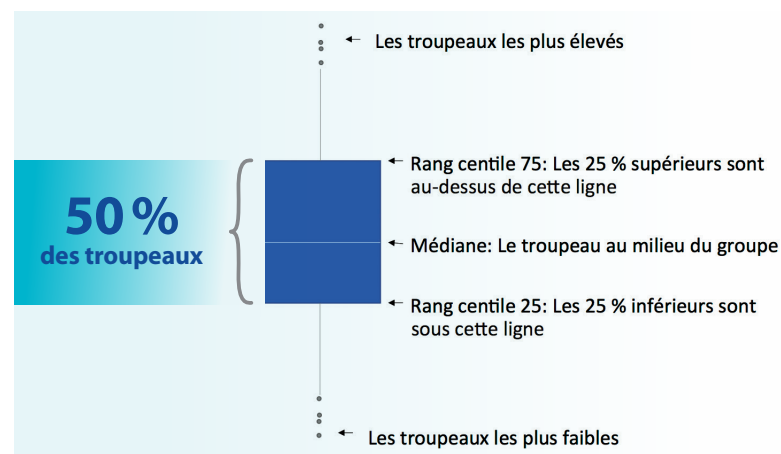 Les troupeaux les plus élevés
Rang centile 75: Les 25 % supérieurs sont
au-dessus de cette ligne
50 %
des troupeaux
Médiane: Le troupeau au milieu du groupe
Rang centile 25: Les 25 % inférieurs sont
sous cette ligne
Les troupeaux les plus faibles